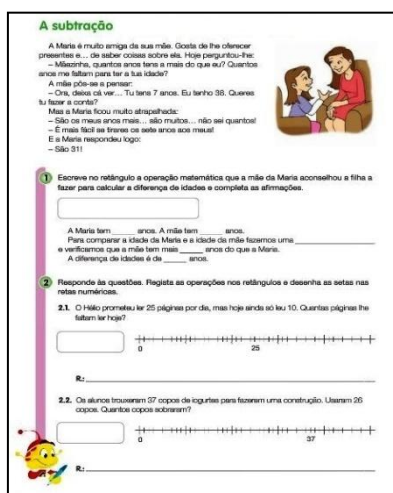 A subtração
A Maria é muito amiga da sua mãe. Gosta de lhe oferecer
presentes e... de saber coisas sobre ela. Hoje perguntou-lhe:
– Mãezinha, quantos anos tens a mais do que eu? Quantos
anos me faltam para ter a tua idade?
A mãe pôs-se a pensar:
– Ora, deixa cá ver... Tu tens 7 anos. Eu tenho 38. Queres
tu fazer a conta?
Mas a Maria ficou muito atrapalhada:
– São os meus anos mais... são muitos... não sei quantos!
– É mais fácil se tirares os sete anos aos meus!
E a Maria respondeu logo:
– São 31!
1 Escreve no retângulo a operação matemática que a mãe da Maria aconselhou a filha a
fazer para calcular a diferença de idades e completa as afirmações.
A Maria tem ______ anos. A mãe tem ______ anos.
Para comparar a idade da Maria e a idade da mãe fazemos uma ______
e verificamos que a mãe tem mais ______ anos do que a Maria.
A diferença de idades é de ______ anos.
2 Responde às questões. Regista as operações nos retângulos e desenha as setas nas
retas numéricas.
2.1. O Hélio prometeu ler 25 páginas por dia, mas hoje ainda só leu 10. Quantas páginas lhe
faltam ler hoje?
0 25
R.: ______
2.2. Os alunos trouxeram 37 copos de iogurtes para fazerem uma construção. Usaram 26
copos. Quantos copos sobraram?
0 37
R.: ______